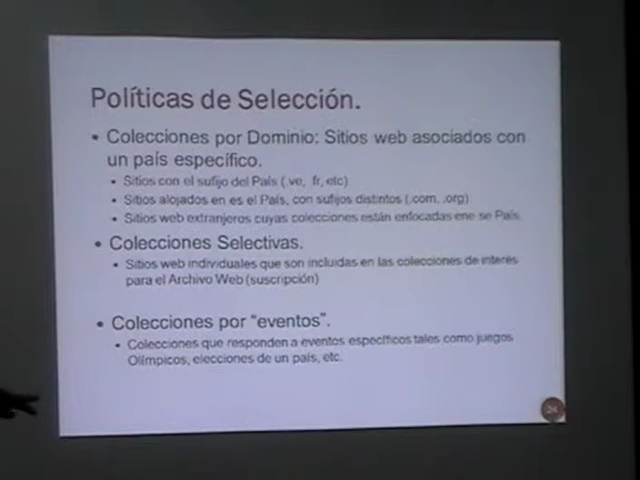 Políticas de Selección.
• Colecciones por Dominio: Sitios web asociados con
un país específico.
• Sitios con el sufijo del País (.ve, fr, etc)
• Sitios alojados en es el País, con sufijos distintos (.com, .org)
• Sitios web extranjeros cuyas colecciones están enfocadas ene se País.
• Colecciones Selectivas.
• Sitios web individuales que son incluidas en las colecciones de interés
para el Archivo Web (suscripción)
• Colecciones por “eventos”.
• Colecciones que responden a eventos específicos tales como juegos
Olímpicos, elecciones de un país, etc.